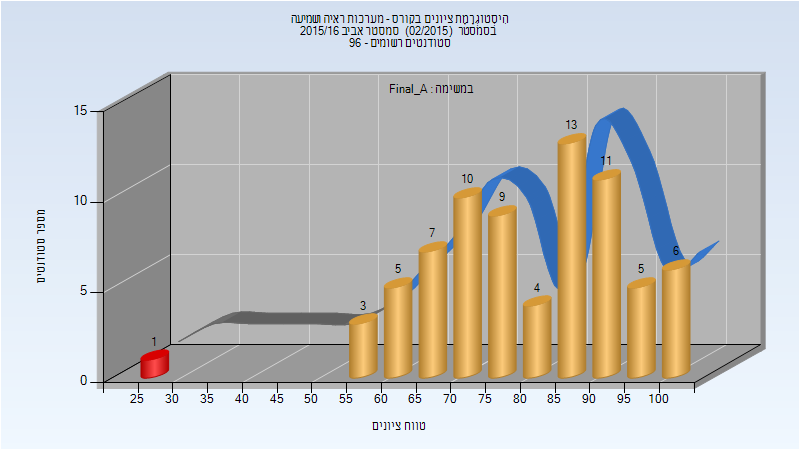 היסטוגרמת ציונים בקורס - מערכות ראיה ושמיעה
בסמסטר (02/2015) סמסטר אביב 2015/16
סטודנטים רשומים - 96
במשימה : Final_A
מספר סטודנטים
15
10
5
0
1
3
5
7
10
9
4
13
11
5
6
25 30 35 40 45 50 55 60 65 70 75 80 85 90 95 100
טווח ציונים